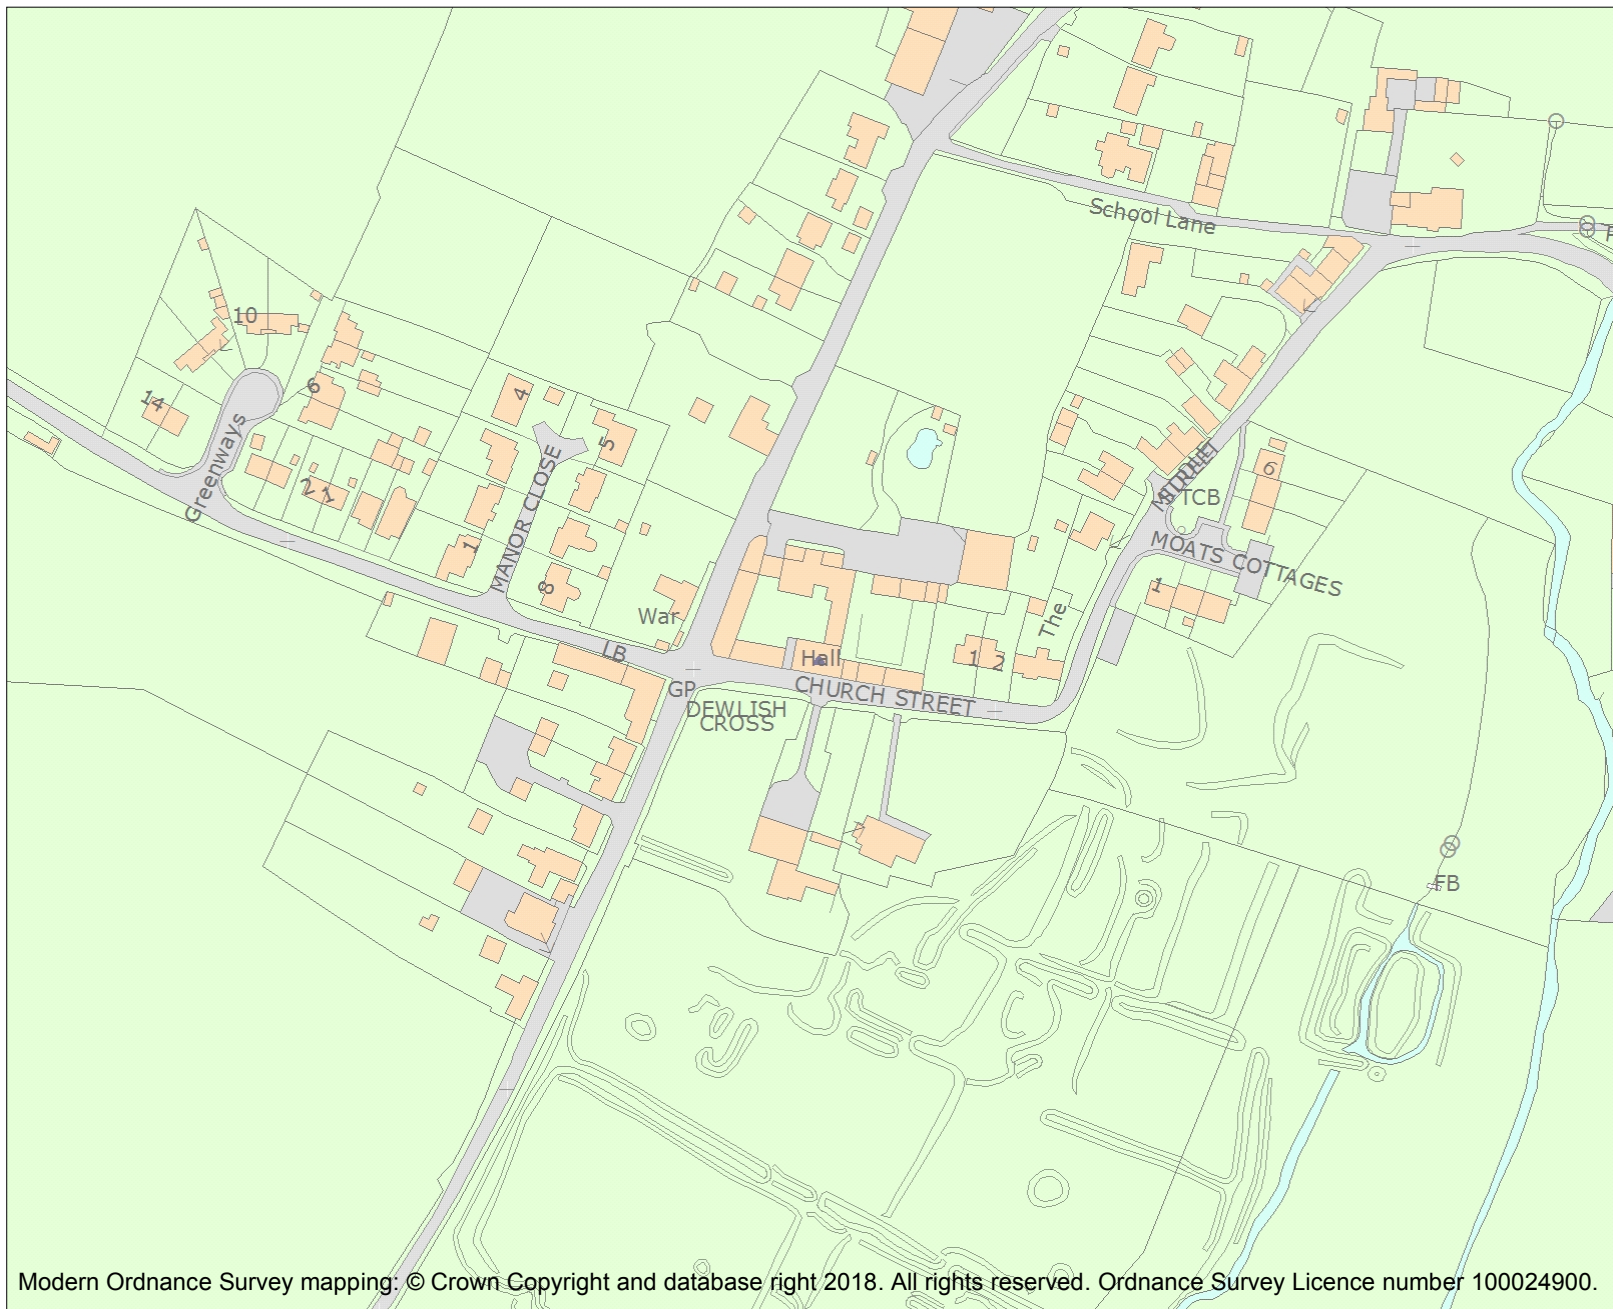 School Lane
10
6
14
4
5
Greenways
2
1
MANOR CLOSE
1
8
6
STREET
TCB
MOATS COTTAGES
1
War
The
LB
Hall
1
2
GP
CHURCH STREET
DEWLISH
CROSS
FB
Modern Ordnance Survey mapping: © Crown Copyright and database right 2018. All rights reserved. Ordnance Survey Licence number 100024900.